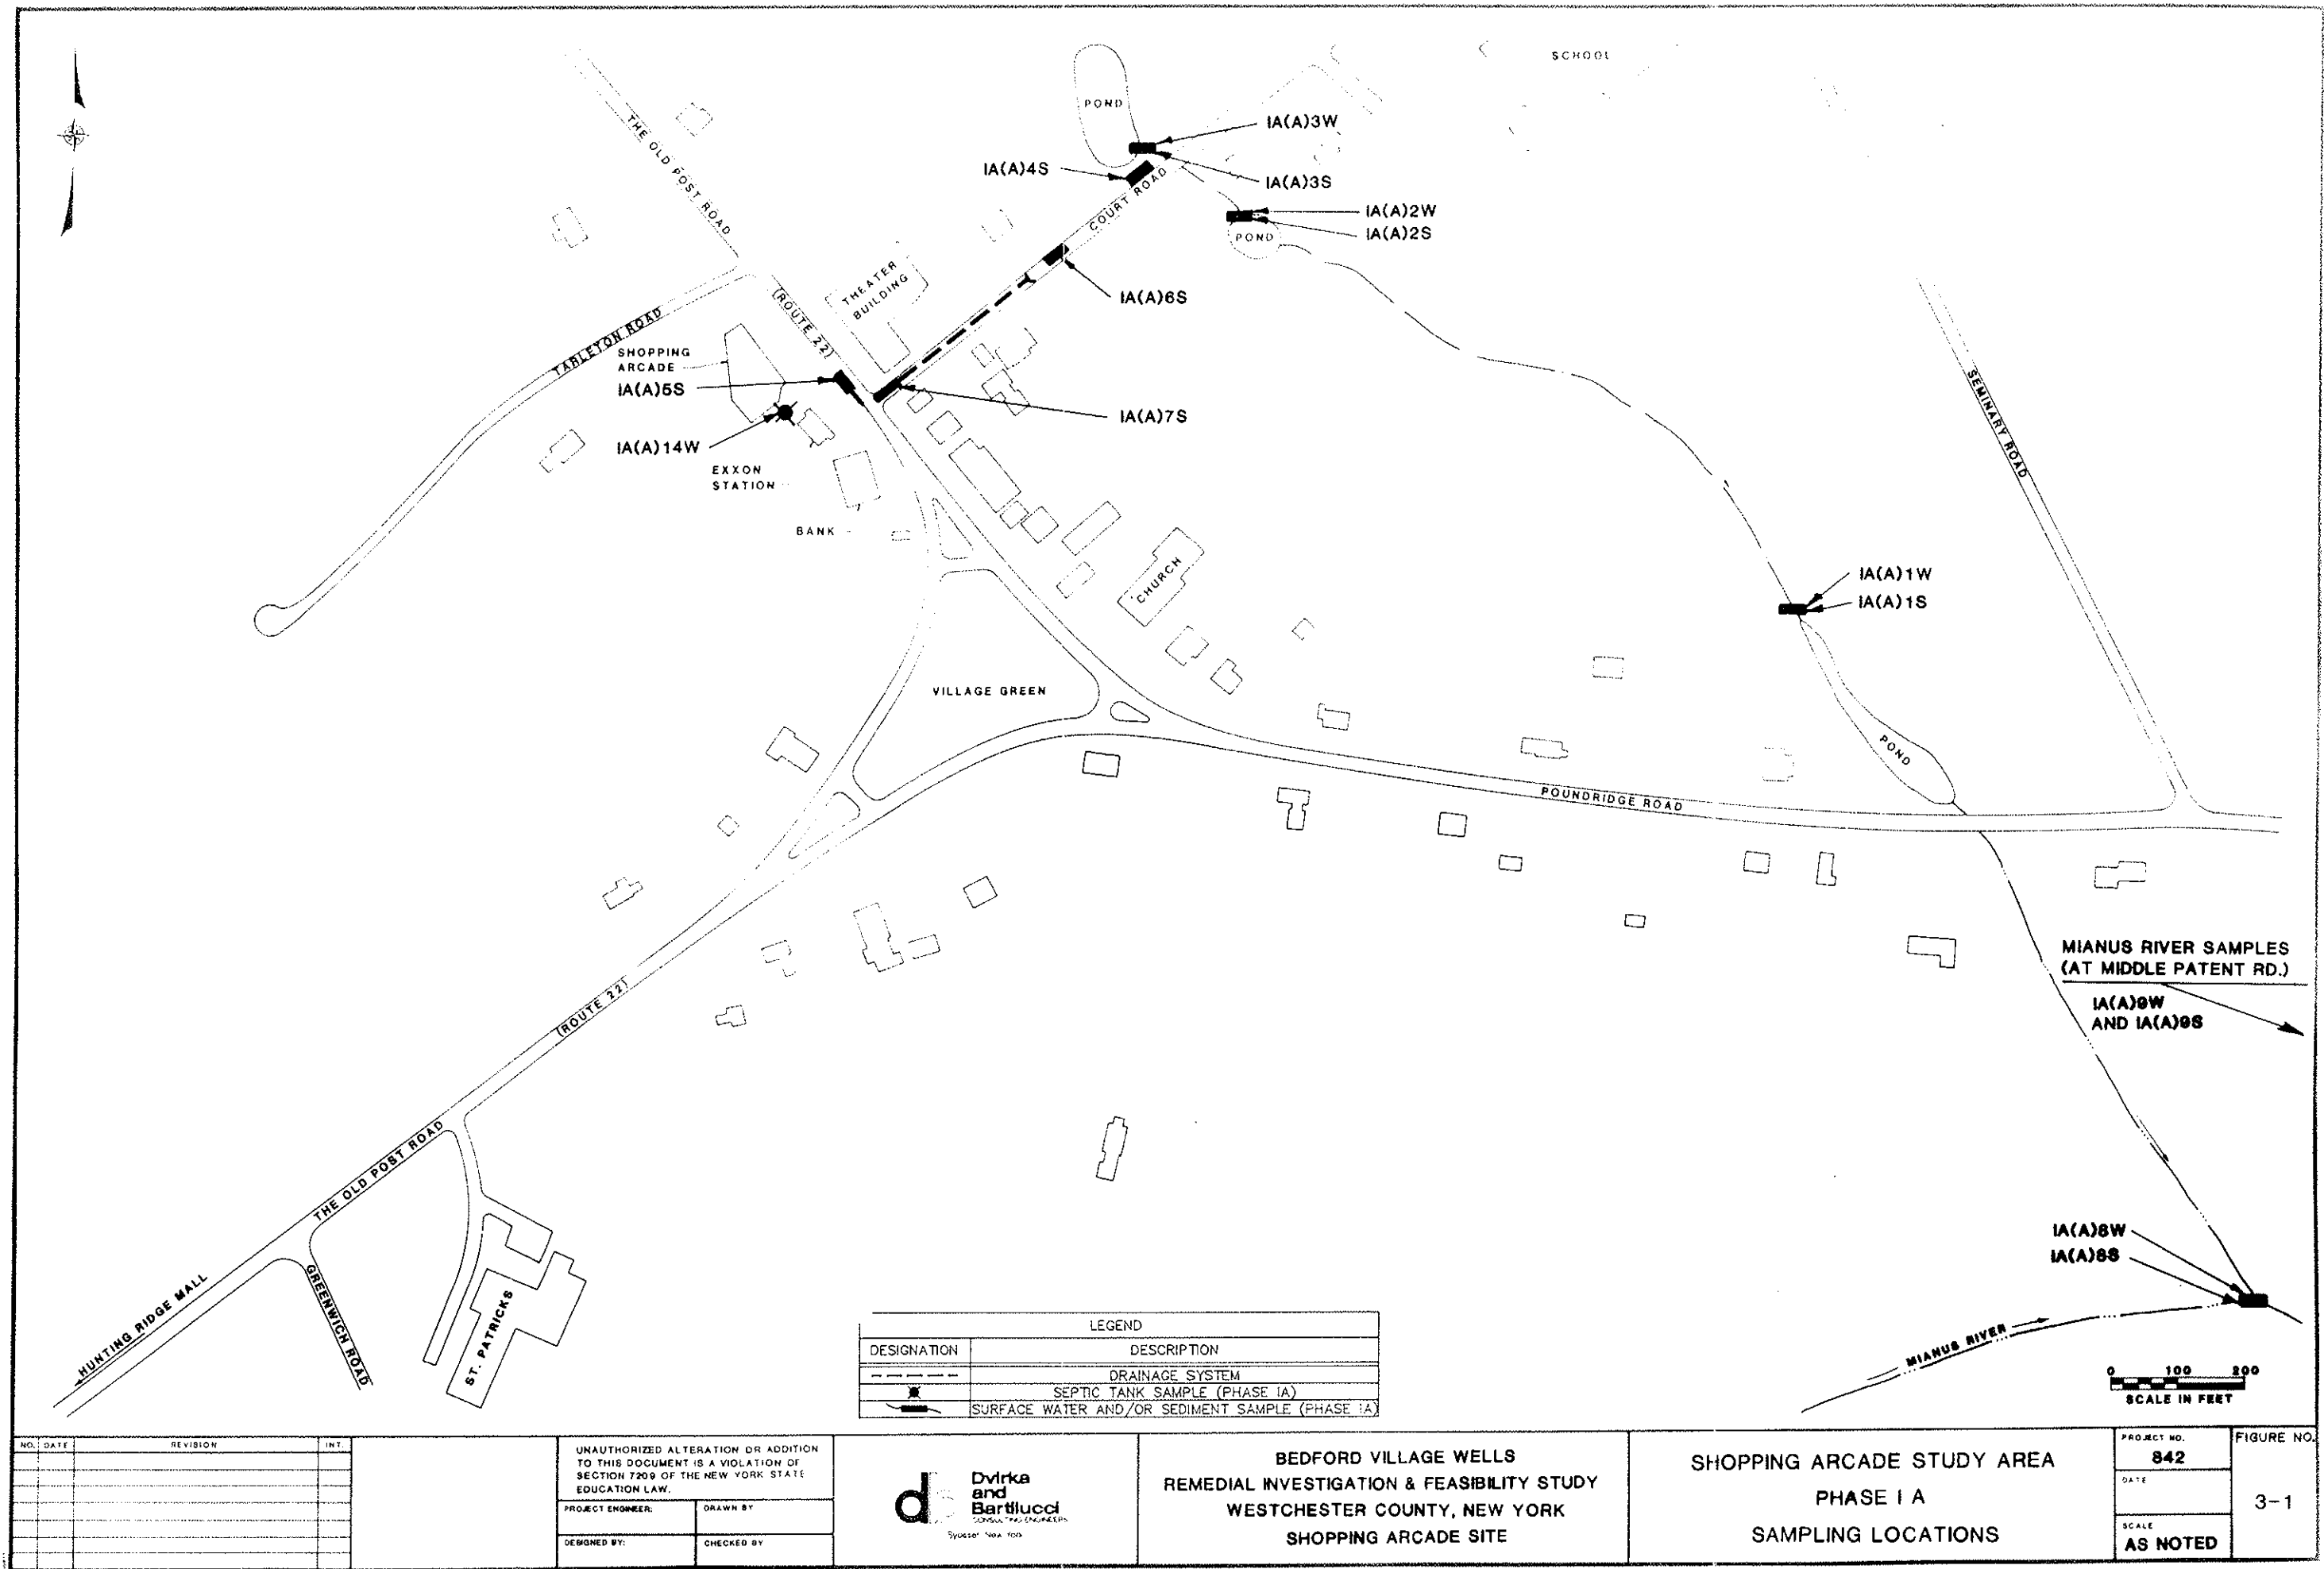 SCHOOL
POND
IA(A)3W
IA(A)4S
IA(A)3S
COURT ROAD
IA(A)2W
IA(A)2S
POND
THE OLD POST ROAD
(ROUTE 22)
THEATER
BUILDING
IA(A)6S
TARLETON ROAD
SHOPPING
ARCADE
IA(A)5S
IA(A)7S
IA(A)14W
EXXON
STATION
BANK
SEMINARY ROAD
CHURCH
IA(A)1W
IA(A)1S
VILLAGE GREEN
POND
POUNDRIDGE ROAD
MIANUS RIVER SAMPLES
(AT MIDDLE PATENT RD.)
IA(A)9W
AND IA(A)9S
(ROUTE 22)
THE OLD POST ROAD
HUNTING RIDGE MALL
GREENWICH ROAD
ST. PATRICKS
IA(A)8W
IA(A)8S
MIANUS RIVER
0 100 200
SCALE IN FEET
LEGEND
DESIGNATION DESCRIPTION
DRAINAGE SYSTEM
SEPTIC TANK SAMPLE (PHASE IA)
SURFACE WATER AND/OR SEDIMENT SAMPLE (PHASE IA)
NO. DATE REVISION INT.
UNAUTHORIZED ALTERATION OR ADDITION
TO THIS DOCUMENT IS A VIOLATION OF
SECTION 7209 OF THE NEW YORK STATE
EDUCATION LAW.
PROJECT ENGINEER: DRAWN BY
DESIGNED BY: CHECKED BY
Dvirka
and
Bartilucci
CONSULTING ENGINEERS
Syosset New York
BEDFORD VILLAGE WELLS
REMEDIAL INVESTIGATION & FEASIBILITY STUDY
WESTCHESTER COUNTY, NEW YORK
SHOPPING ARCADE SITE
SHOPPING ARCADE STUDY AREA
PHASE I A
SAMPLING LOCATIONS
PROJECT NO.
842
DATE
SCALE
AS NOTED
FIGURE NO.
3-1